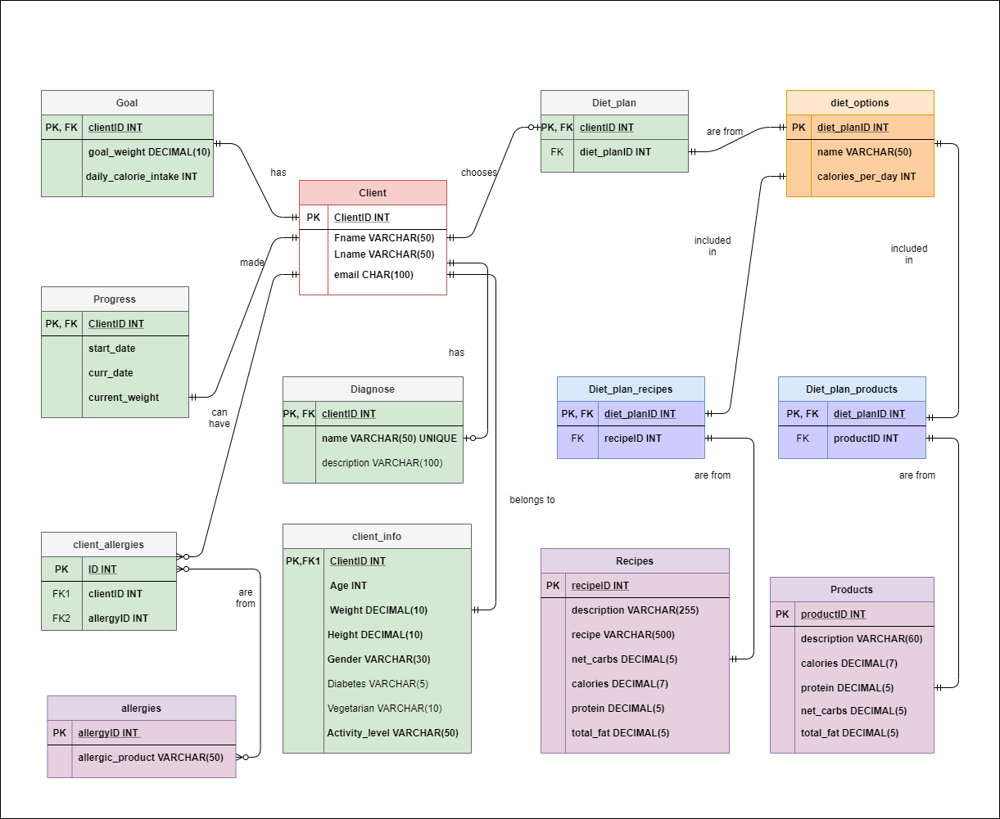 Goal
PK, FK clientID INT
goal_weight DECIMAL(10)
daily_calorie_intake INT
has
Client
PK ClientID INT
Fname VARCHAR(50)
Lname VARCHAR(50)
email CHAR(100)
chooses
Diet_plan
PK, FK clientID INT
FK diet_planID INT
are from
diet_options
PK diet_planID INT
name VARCHAR(50)
calories_per_day INT
included
in
included
in
made
Progress
PK, FK ClientID INT
start_date
curr_date
current_weight
can
have
has
Diagnose
PK, FK clientID INT
name VARCHAR(50) UNIQUE
description VARCHAR(100)
belongs to
Diet_plan_recipes
PK, FK diet_planID INT
FK recipeID INT
are from
Diet_plan_products
PK, FK diet_planID INT
FK productID INT
are from
client_allergies
PK ID INT
FK1 clientID INT
FK2 allergyID INT
are
from
allergies
PK allergyID INT
allergic_product VARCHAR(50)
client_info
PK,FK1 ClientID INT
Age INT
Weight DECIMAL(10)
Height DECIMAL(10)
Gender VARCHAR(30)
Diabetes VARCHAR(5)
Vegetarian VARCHAR(10)
Activity_level VARCHAR(50)
Recipes
PK recipeID INT
description VARCHAR(255)
recipe VARCHAR(500)
net_carbs DECIMAL(5)
calories DECIMAL(7)
protein DECIMAL(5)
total_fat DECIMAL(5)
Products
PK productID INT
description VARCHAR(60)
calories DECIMAL(7)
protein DECIMAL(5)
net_carbs DECIMAL(5)
total_fat DECIMAL(5)